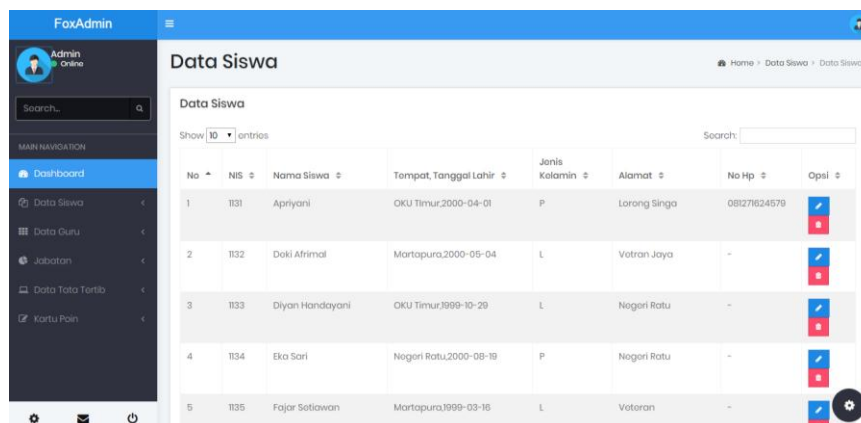 FoxAdmin
Admin
Online
Search...
MAIN NAVIGATION
Dashboard
Data Siswa
Data Guru
Jabatan
Data Tata Tertib
Kartu Poin
Data Siswa
Home > Data Siswa > Data Siswa
Data Siswa
Show 10 entries
Search:
No NIS Nama Siswa Tempat, Tanggal Lahir Jenis Kelamin Alamat No Hp Opsi
1 1131 Apriyani OKU TImur,2000-04-01 P Lorong Singa 081271624579
2 1132 Deki Afrimal Martapura,2000-05-04 L Vetran Jaya -
3 1133 Diyan Handayani OKU Timur,1999-10-29 L Negeri Ratu -
4 1134 Eka Sari Negeri Ratu,2000-08-19 P Negeri Ratu -
5 1135 Fajar Setiawan Martapura,1999-03-16 L Veteran -